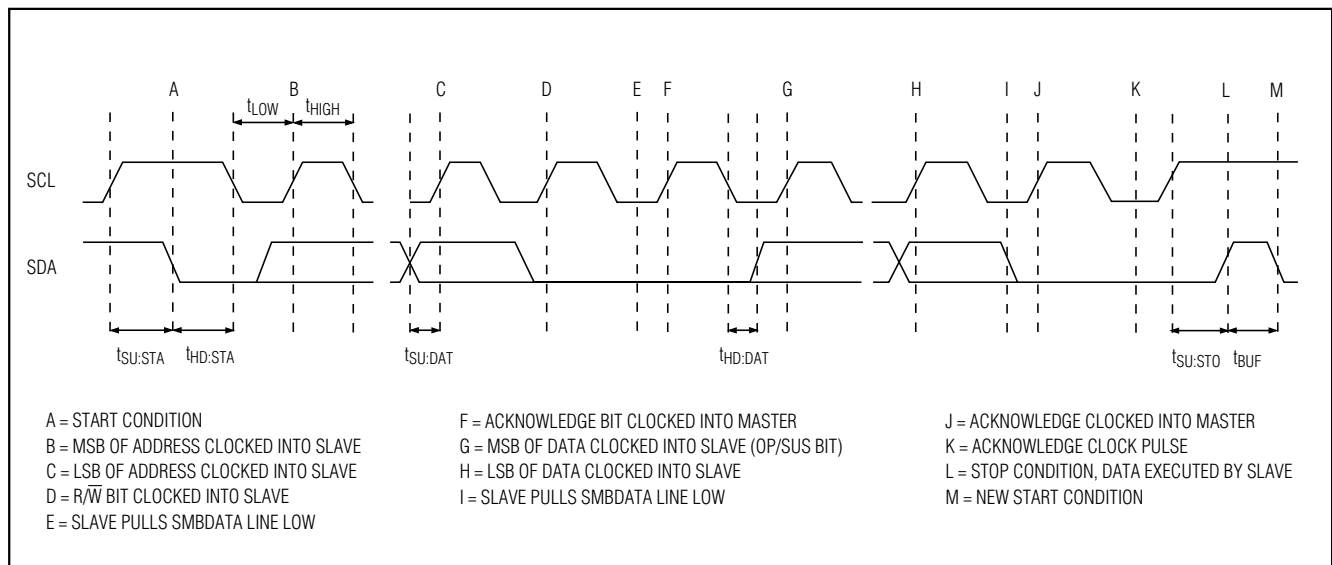 A B C D E F G H I J K L M
tLOW tHIGH
SCL
SDA
tSU:STA tHD:STA tSU:DAT tHD:DAT tSU:STO tBUF
A = START CONDITION
B = MSB OF ADDRESS CLOCKED INTO SLAVE
C = LSB OF ADDRESS CLOCKED INTO SLAVE
D = R/W̅ BIT CLOCKED INTO SLAVE
E = SLAVE PULLS SMBDATA LINE LOW
F = ACKNOWLEDGE BIT CLOCKED INTO MASTER
G = MSB OF DATA CLOCKED INTO SLAVE (OP/SUS BIT)
H = LSB OF DATA CLOCKED INTO SLAVE
I = SLAVE PULLS SMBDATA LINE LOW
J = ACKNOWLEDGE CLOCKED INTO MASTER
K = ACKNOWLEDGE CLOCK PULSE
L = STOP CONDITION, DATA EXECUTED BY SLAVE
M = NEW START CONDITION